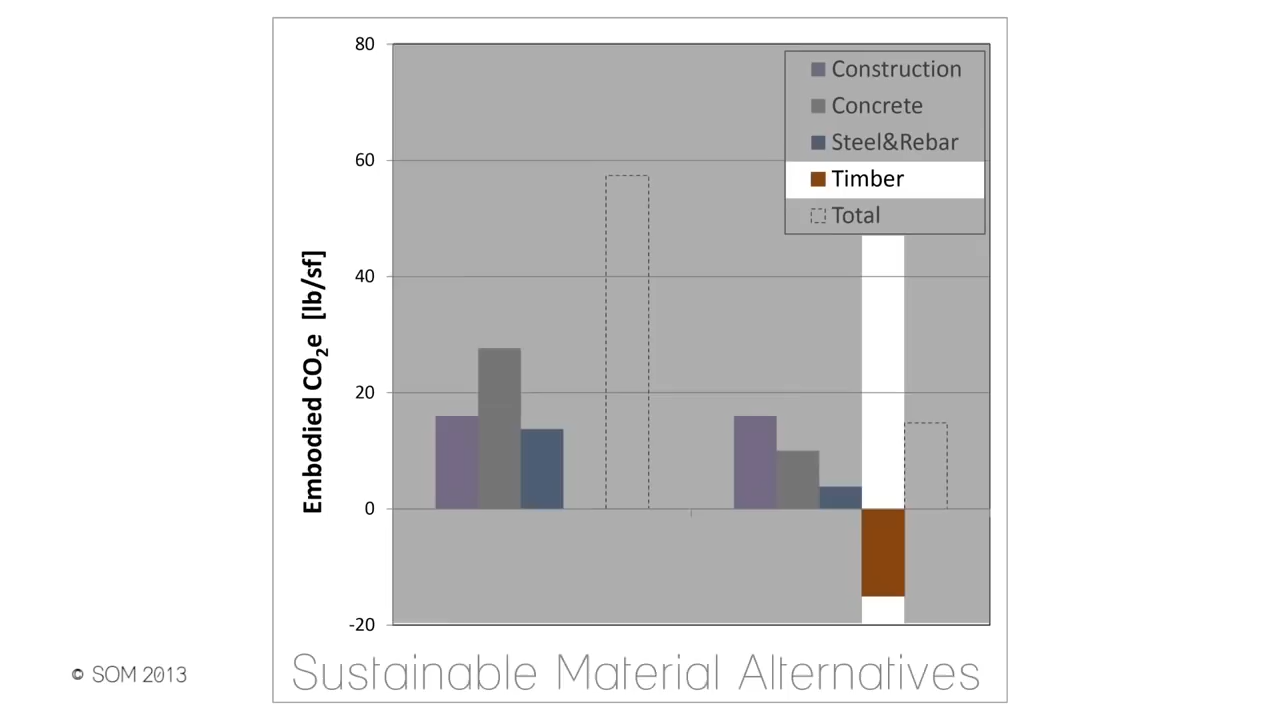 80
60
40
20
0
-20
Embodied CO₂e [lb/sf]
Construction
Concrete
Steel&Rebar
Timber
Total
Sustainable Material Alternatives
© SOM 2013